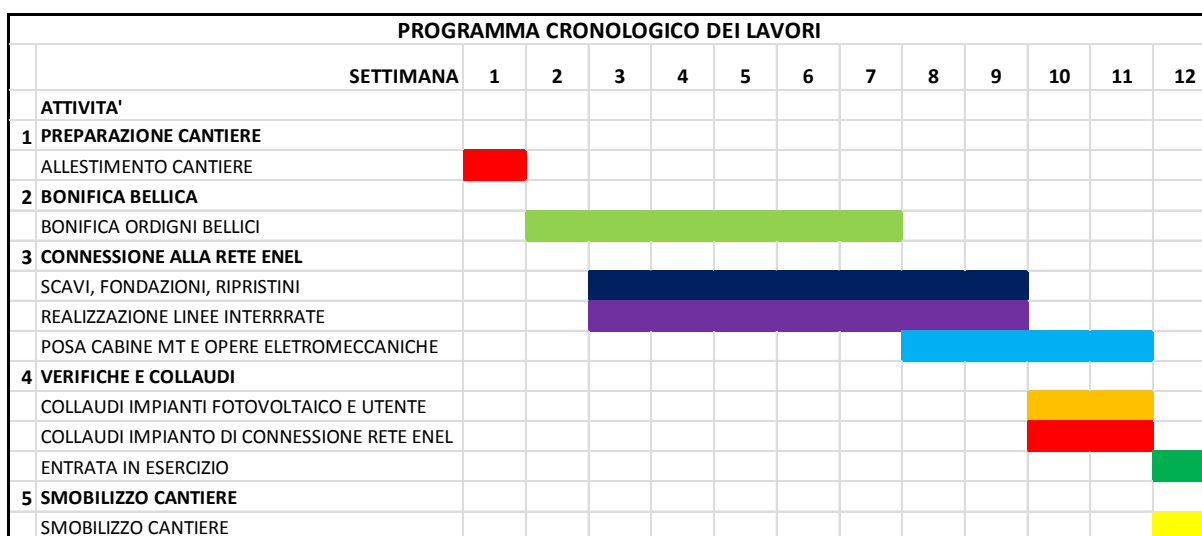 PROGRAMMA CRONOLOGICO DEI LAVORI
SETTIMANA 1 2 3 4 5 6 7 8 9 10 11 12
ATTIVITA'
1 PREPARAZIONE CANTIERE
ALLESTIMENTO CANTIERE
2 BONIFICA BELLICA
BONIFICA ORDIGNI BELLICI
3 CONNESSIONE ALLA RETE ENEL
SCAVI, FONDAZIONI, RIPRISTINI
REALIZZAZIONE LINEE INTERRRATE
POSA CABINE MT E OPERE ELETROMECCANICHE
4 VERIFICHE E COLLAUDI
COLLAUDI IMPIANTI FOTOVOLTAICO E UTENTE
COLLAUDI IMPIANTO DI CONNESSIONE RETE ENEL
ENTRATA IN ESERCIZIO
5 SMOBILIZZO CANTIERE
SMOBILIZZO CANTIERE